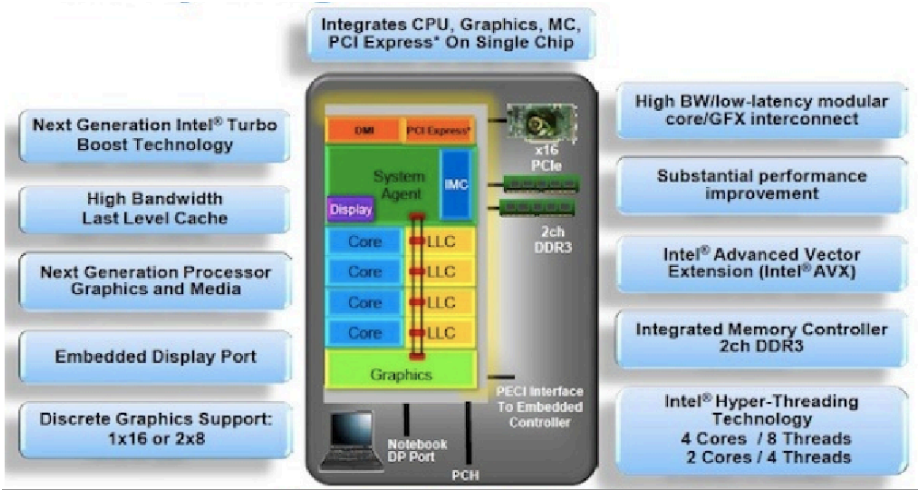 Integrates CPU, Graphics, MC,
PCI Express* On Single Chip
Next Generation Intel® Turbo
Boost Technology
High Bandwidth
Last Level Cache
Next Generation Processor
Graphics and Media
Embedded Display Port
Discrete Graphics Support:
1x16 or 2x8
DMI
PCI Express*
System
Agent
IMC
Display
Core
LLC
Core
LLC
Core
LLC
Core
LLC
Graphics
x16
PCIe
2ch
DDR3
PECI Interface
To Embedded
Controller
Notebook
DP Port
PCH
High BW/low-latency modular
core/GFX interconnect
Substantial performance
improvement
Intel® Advanced Vector
Extension (Intel® AVX)
Integrated Memory Controller
2ch DDR3
Intel® Hyper-Threading
Technology
4 Cores / 8 Threads
2 Cores / 4 Threads